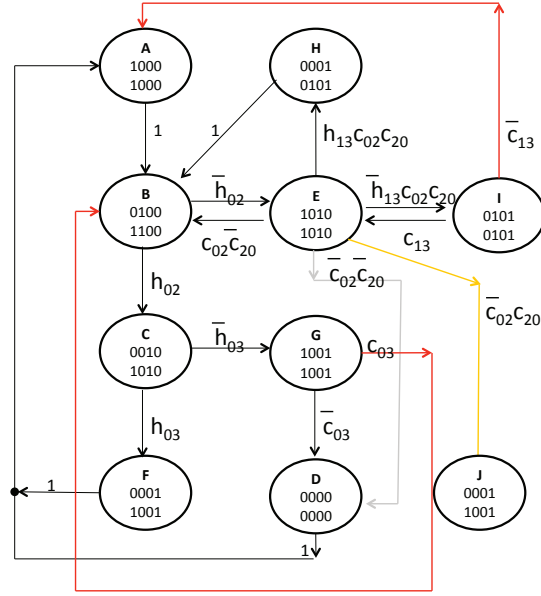 A
1000
1000
H
0001
0101
c̅₁₃
1
1
h₁₃c₀₂c₂₀
B
0100
1100
h̅₀₂
E
1010
1010
h̅₁₃c₀₂c₂₀
I
0101
0101
c₀₂c̅₂₀
c₁₃
c̅₀₂c̅₂₀
h₀₂
c̅₀₂c₂₀
C
0010
1010
h̅₀₃
G
1001
1001
c₀₃
h₀₃
c̅₀₃
F
0001
1001
1
D
0000
0000
J
0001
1001
1